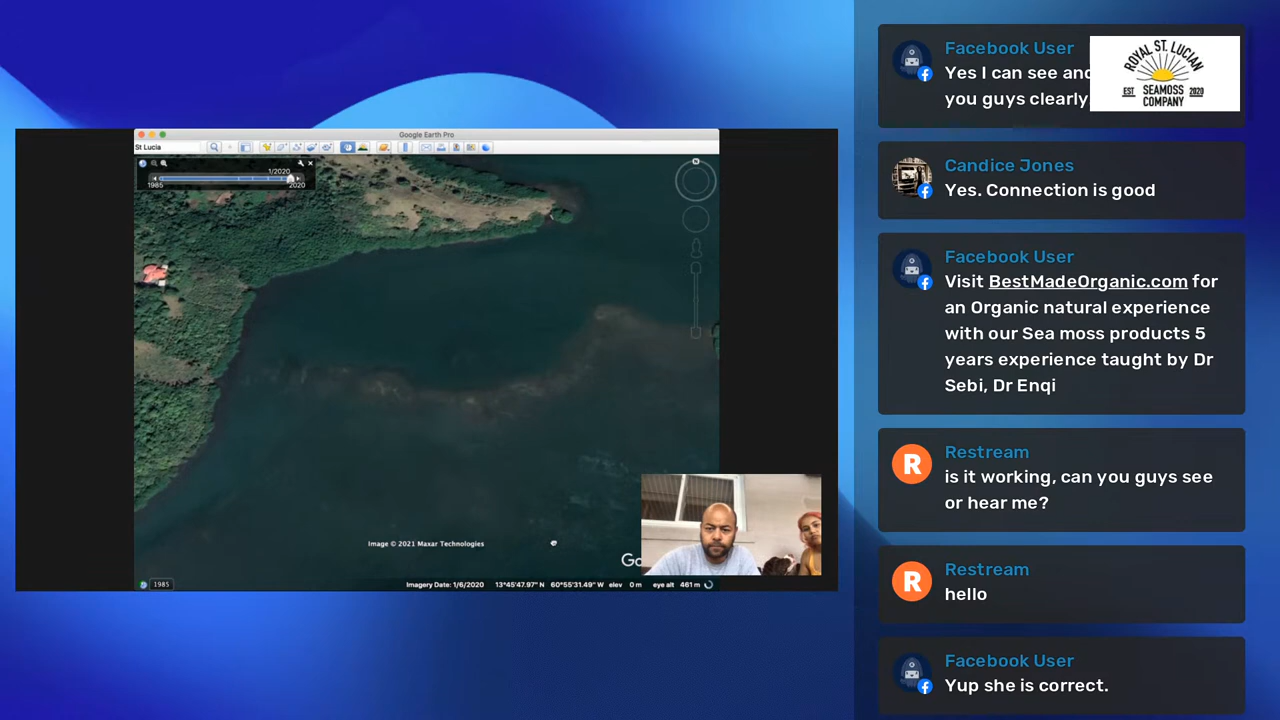 Google Earth Pro
St Lucia
1/2020
1985
2020
Image © 2021 Maxar Technologies
Go
1985
Imagery Date: 1/6/2020 13°45'47.97" N 60°55'31.49" W elev 0 m eye alt 461 m
Facebook User
Yes I can see and
you guys clearly
ROYAL ST. LUCIAN
EST 2020
SEAMOSS
COMPANY
Candice Jones
Yes. Connection is good
Facebook User
Visit BestMadeOrganic.com for
an Organic natural experience
with our Sea moss products 5
years experience taught by Dr
Sebi, Dr Enqi
Restream
is it working, can you guys see
or hear me?
Restream
hello
Facebook User
Yup she is correct.